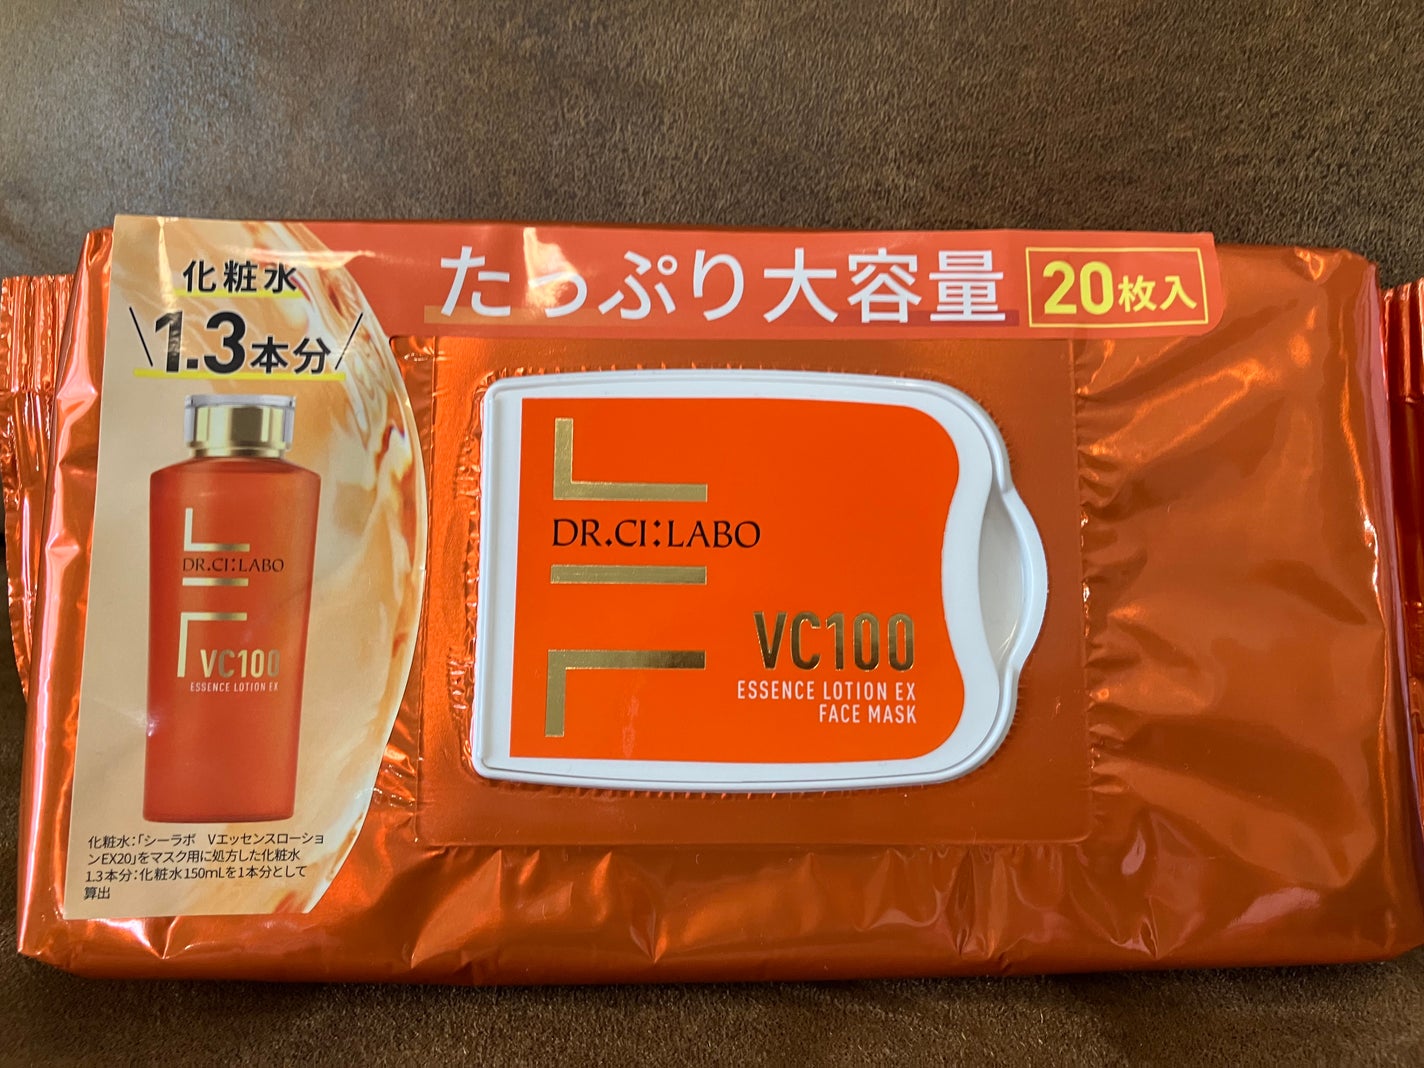 化粧水
1.3本分
たっぷり大容量
20枚入
DR.CI:LABO
VC100
ESSENCE LOTION EX
化粧水:「シーラボ Vエッセンスローショ
ンEX20」をマスク用に処方した化粧水
1.3本分:化粧水150mLを1本分として
算出
DR.CI:LABO
VC100
ESSENCE LOTION EX
FACE MASK